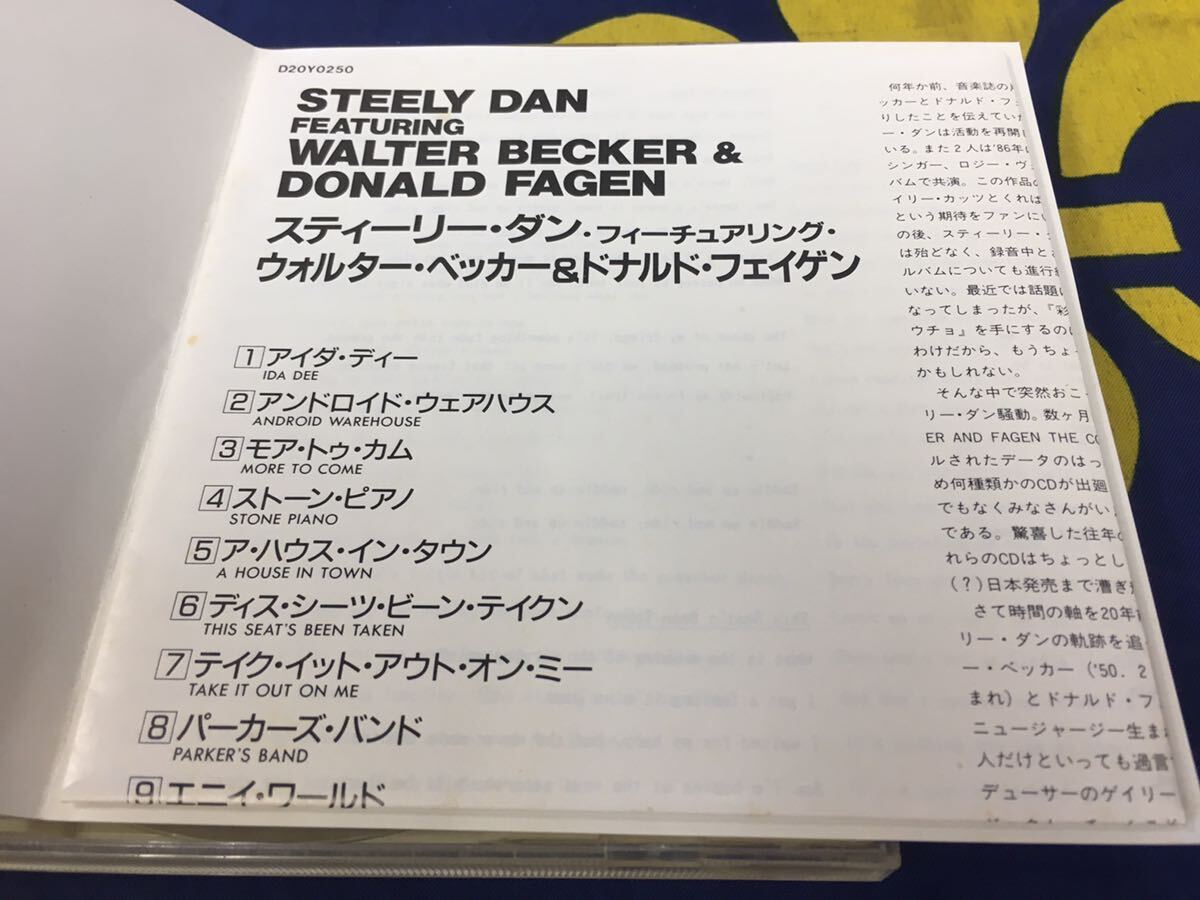 D20Y0250
STEELY DAN
FEATURING
WALTER BECKER &
DONALD FAGEN
スティーリー・ダン・フィーチュアリング・
ウォルター・ベッカー&ドナルド・フェイゲン
1 アイダ・ディー
IDA DEE
2 アンドロイド・ウェアハウス
ANDROID WAREHOUSE
3 モア・トゥ・カム
MORE TO COME
4 ストーン・ピアノ
STONE PIANO
5 ア・ハウス・イン・タウン
A HOUSE IN TOWN
6 ディス・シーツ・ビーン・テイクン
THIS SEAT'S BEEN TAKEN
7 テイク・イット・アウト・オン・ミー
TAKE IT OUT ON ME
8 パーカーズ・バンド
PARKER'S BAND
9 エニイ・ワールド
何年か前、音楽誌の
ッカーとドナルド・フ
りしたことを伝えてい
ー・ダンは活動を再開
いる。また2人は'86年
シンガー、ロジー・ヴ
バムで共演。この作品
イリー・カッツとくれば
という期待をファンに
の後、スティーリー・
は殆どなく、録音中と
ルバムについても進行
いない。最近では話題
なってしまったが、『彩
ウチョ』を手にするの
わけだから、もうちょ
かもしれない。
そんな中で突然おこ
リー・ダン騒動。数ヶ月
ER AND FAGEN THE CO
ルされたデータのはっ
め何種類かのCDが出廻
でもなくみなさんがい
である。驚喜した往年
れらのCDはちょっとし
(?)日本発売まで漕ぎ
さて時間の軸を20年
リー・ダンの軌跡を追
ー・ベッカー('50. 2
まれ)とドナルド・フ
ニュージャージー生ま
人だけといっても過言
デューサーのゲイリー